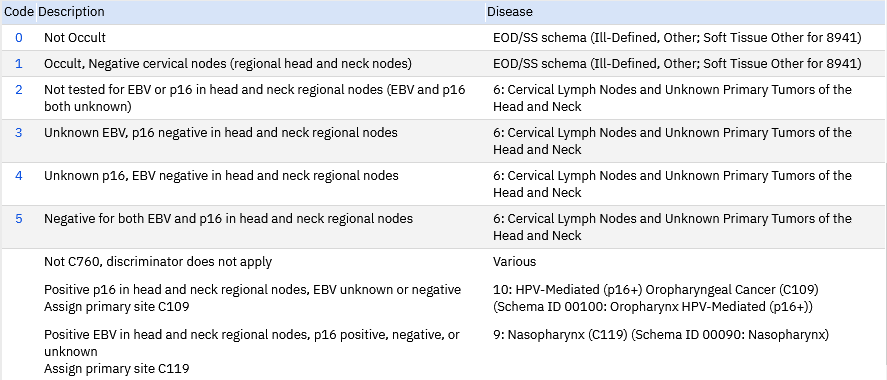 Code Description Disease
0 Not Occult EOD/SS schema (Ill-Defined, Other; Soft Tissue Other for 8941)
1 Occult, Negative cervical nodes (regional head and neck nodes) EOD/SS schema (Ill-Defined, Other; Soft Tissue Other for 8941)
2 Not tested for EBV or p16 in head and neck regional nodes (EBV and p16 6: Cervical Lymph Nodes and Unknown Primary Tumors of the
both unknown) Head and Neck
3 Unknown EBV, p16 negative in head and neck regional nodes 6: Cervical Lymph Nodes and Unknown Primary Tumors of the
Head and Neck
4 Unknown p16, EBV negative in head and neck regional nodes 6: Cervical Lymph Nodes and Unknown Primary Tumors of the
Head and Neck
5 Negative for both EBV and p16 in head and neck regional nodes 6: Cervical Lymph Nodes and Unknown Primary Tumors of the
Head and Neck
Not C760, discriminator does not apply Various
Positive p16 in head and neck regional nodes, EBV unknown or negative 10: HPV-Mediated (p16+) Oropharyngeal Cancer (C109)
Assign primary site C109 (Schema ID 00100: Oropharynx HPV-Mediated (p16+))
Positive EBV in head and neck regional nodes, p16 positive, negative, or 9: Nasopharynx (C119) (Schema ID 00090: Nasopharynx)
unknown
Assign primary site C119